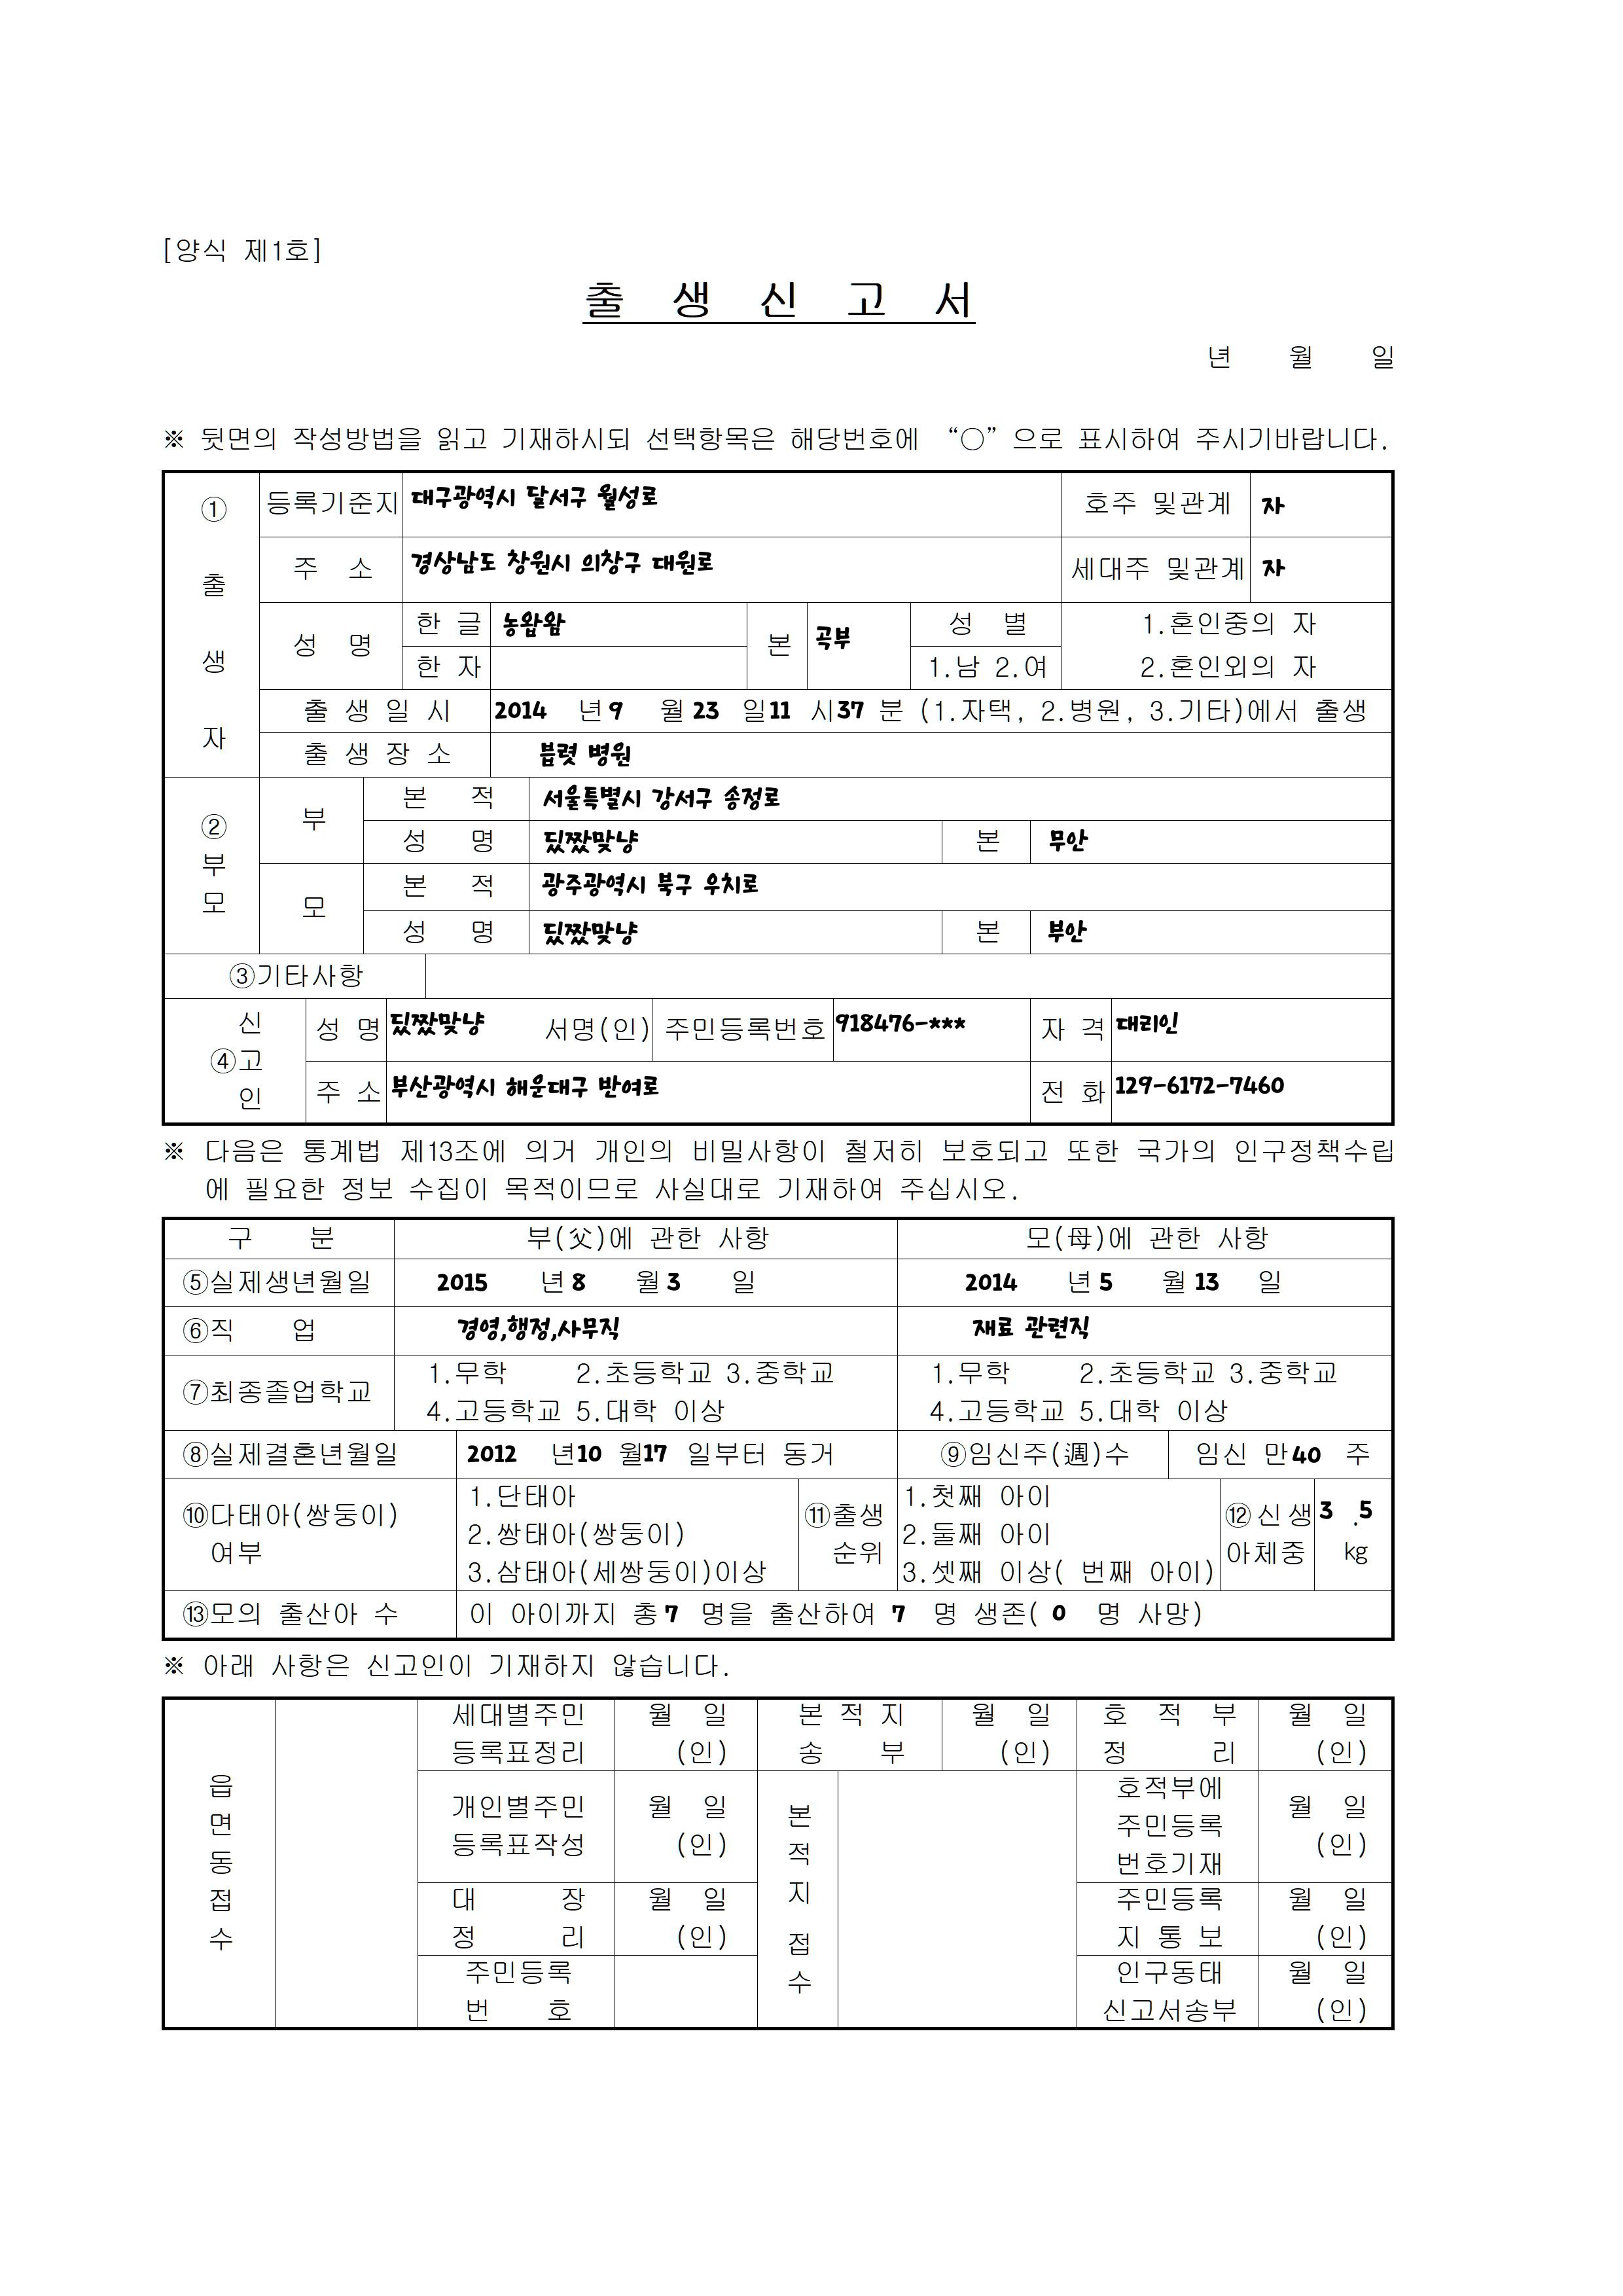 [양식 제1호]
출 생 신 고 서
년 월 일
※ 뒷면의 작성방법을 읽고 기재하시되 선택항목은 해당번호에 “○”으로 표시하여 주시기바랍니다.
① 출 생 자
등록기준지 대구광역시 달서구 월성로 호주 및관계 자
주 소 경상남도 창원시 의창구 대원로 세대주 및관계 자
성 명 한 글 농왑왐 본 곡부 성 별 1.혼인중의 자
한 자 1.남 2.여 2.혼인외의 자
출 생 일 시 2014 년 9 월 23 일 11 시 37 분 (1.자택, 2.병원, 3.기타)에서 출생
출 생 장 소 븝렷 병원
② 부 모
부 본 적 서울특별시 강서구 송정로
성 명 딨짰맞냥 본 무안
모 본 적 광주광역시 북구 우치로
성 명 딨짰맞냥 본 부안
③기타사항
④ 신 고 인
성 명 딨짰맞냥 서명(인) 주민등록번호 918476-*** 자 격 대리인
주 소 부산광역시 해운대구 반여로 전 화 129-6172-7460
※ 다음은 통계법 제13조에 의거 개인의 비밀사항이 철저히 보호되고 또한 국가의 인구정책수립
에 필요한 정보 수집이 목적이므로 사실대로 기재하여 주십시오.
구 분 부(父)에 관한 사항 모(母)에 관한 사항
⑤실제생년월일 2015 년 8 월 3 일 2014 년 5 월 13 일
⑥직 업 경영,행정,사무직 재료 관련직
⑦최종졸업학교 1.무학 2.초등학교 3.중학교 1.무학 2.초등학교 3.중학교
4.고등학교 5.대학 이상 4.고등학교 5.대학 이상
⑧실제결혼년월일 2012 년 10 월 17 일부터 동거 ⑨임신주(週)수 임신 만 40 주
⑩다태아(쌍둥이) 여부
1.단태아
2.쌍태아(쌍둥이)
3.삼태아(세쌍둥이)이상
⑪출생 순위
1.첫째 아이
2.둘째 아이
3.셋째 이상( 번째 아이)
⑫신생 아체중 3 .5 kg
⑬모의 출산아 수 이 아이까지 총 7 명을 출산하여 7 명 생존( 0 명 사망)
※ 아래 사항은 신고인이 기재하지 않습니다.
읍 면 동 접 수
세대별주민 등록표정리 월 일 (인)
본 적 지 송 부 월 일 (인)
호 적 부 정 리 월 일 (인)
개인별주민 등록표작성 월 일 (인)
본 적 지 접 수
호적부에 주민등록 번호기재 월 일 (인)
대 장 정 리 월 일 (인)
주민등록 지 통 보 월 일 (인)
주민등록 번 호
인구동태 신고서송부 월 일 (인)